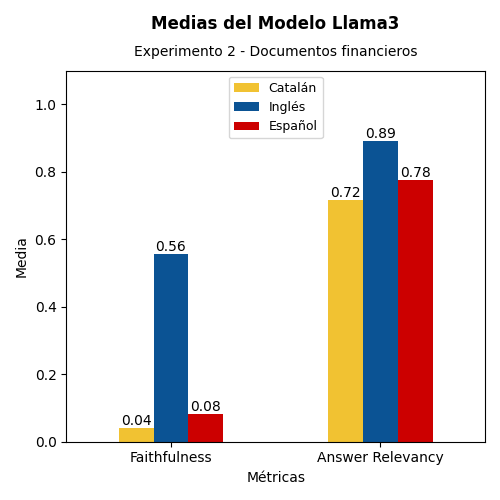 Medias del Modelo Llama3
Experimento 2 - Documentos financieros
Catalán
Inglés
Español
1.0
0.8
0.6
0.4
0.2
0.0
Media
0.04
0.56
0.08
0.72
0.89
0.78
Faithfulness
Answer Relevancy
Métricas